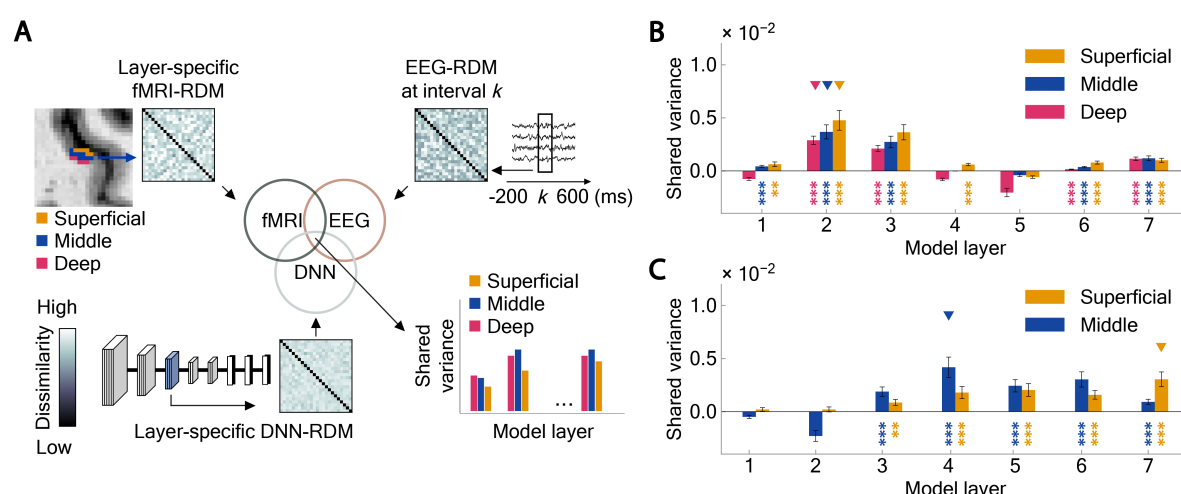 A
Layer-specific
fMRI-RDM
EEG-RDM
at interval k
-200 k 600 (ms)
Superficial
Middle
Deep
fMRI
EEG
DNN
High
Dissimilarity
Low
Layer-specific DNN-RDM
Superficial
Middle
Deep
Shared
variance
...
Model layer
B
× 10⁻²
Shared variance
1.0
0.5
0.0
Superficial
Middle
Deep
*** **
*** *** ***
*** *** ***
***
*** *** ***
*** *** ***
1 2 3 4 5 6 7
Model layer
C
× 10⁻²
Shared variance
1.0
0.5
0.0
Superficial
Middle
*** **
*** ***
*** ***
*** ***
*** ***
1 2 3 4 5 6 7
Model layer